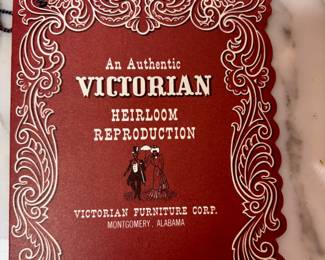 An Authentic
VICTORIAN
HEIRLOOM
REPRODUCTION
VICTORIAN FURNITURE CORP.
MONTGOMERY, ALABAMA